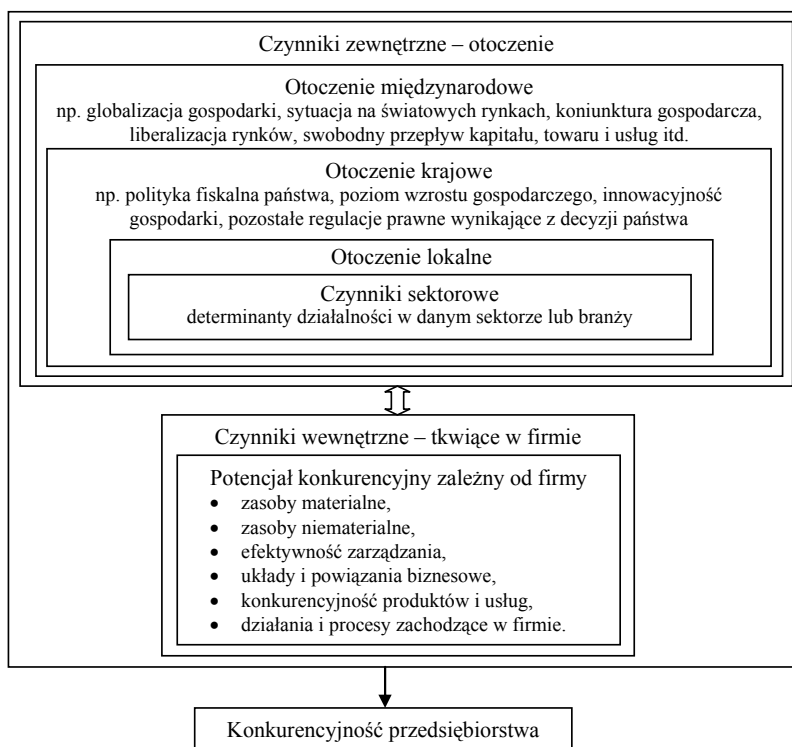 Czynniki zewnętrzne – otoczenie
Otoczenie międzynarodowe
np. globalizacja gospodarki, sytuacja na światowych rynkach, koniunktura gospodarcza,
liberalizacja rynków, swobodny przepływ kapitału, towaru i usług itd.
Otoczenie krajowe
np. polityka fiskalna państwa, poziom wzrostu gospodarczego, innowacyjność
gospodarki, pozostałe regulacje prawne wynikające z decyzji państwa
Otoczenie lokalne
Czynniki sektorowe
determinanty działalności w danym sektorze lub branży
Czynniki wewnętrzne – tkwiące w firmie
Potencjał konkurencyjny zależny od firmy
• zasoby materialne,
• zasoby niematerialne,
• efektywność zarządzania,
• układy i powiązania biznesowe,
• konkurencyjność produktów i usług,
• działania i procesy zachodzące w firmie.
Konkurencyjność przedsiębiorstwa